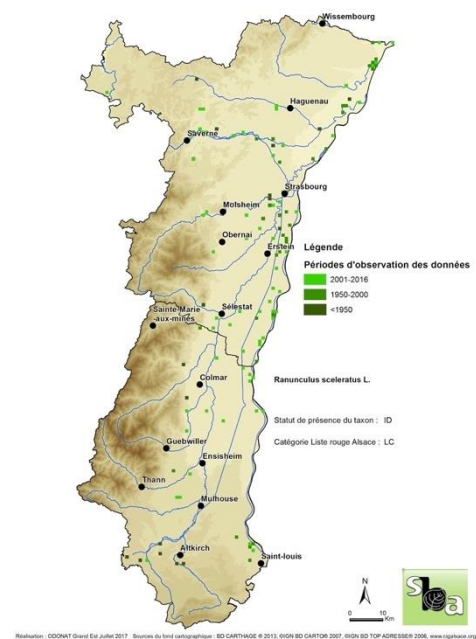 Wissembourg
Haguenau
Saverne
Strasbourg
Molsheim
Obernai
Erstein
Légende
Périodes d'observation des données
2001-2016
1950-2000
<1950
Sainte-Marie
-aux-mines
Sélestat
Ranunculus sceleratus L.
Colmar
Statut de présence du taxon : ID
Catégorie Liste rouge Alsace : LC
Guebwiller
Ensisheim
Thann
Mulhouse
Altkirch
Saint-louis
N
0 10
Km
sba
Réalisation : ODONAT Grand Est Juillet 2017 Sources du fond cartographique : BD CARTHAGE ® 2013, ©IGN BD CARTO® 2007, ©IGN BD TOP ADRESSE® 2006, www.cigalsace.org